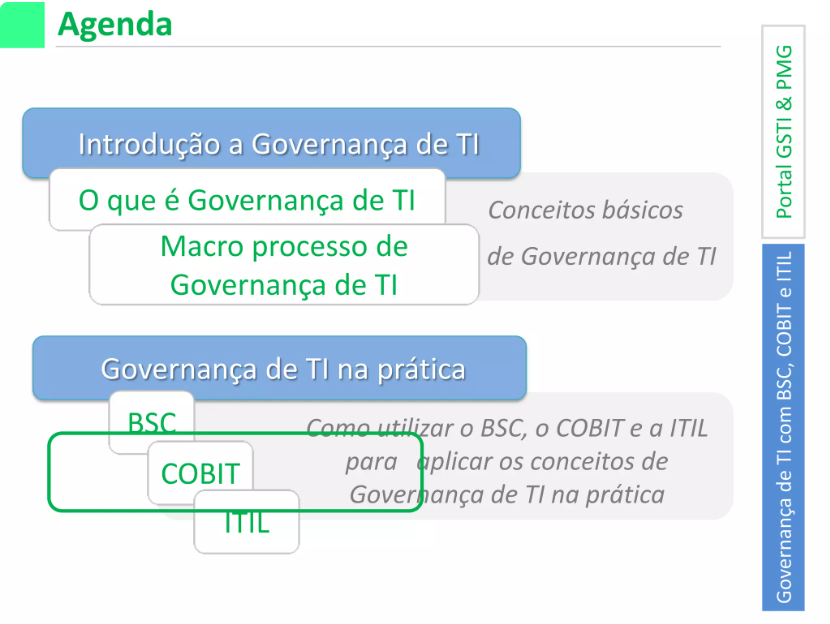 Agenda
Introdução a Governança de TI
O que é Governança de TI
Macro processo de
Governança de TI
Conceitos básicos
de Governança de TI
Governança de TI na prática
BSC
COBIT
ITIL
Como utilizar o BSC, o COBIT e a ITIL
para aplicar os conceitos de
Governança de TI na prática
Portal GSTI & PMG
Governança de TI com BSC, COBIT e ITIL